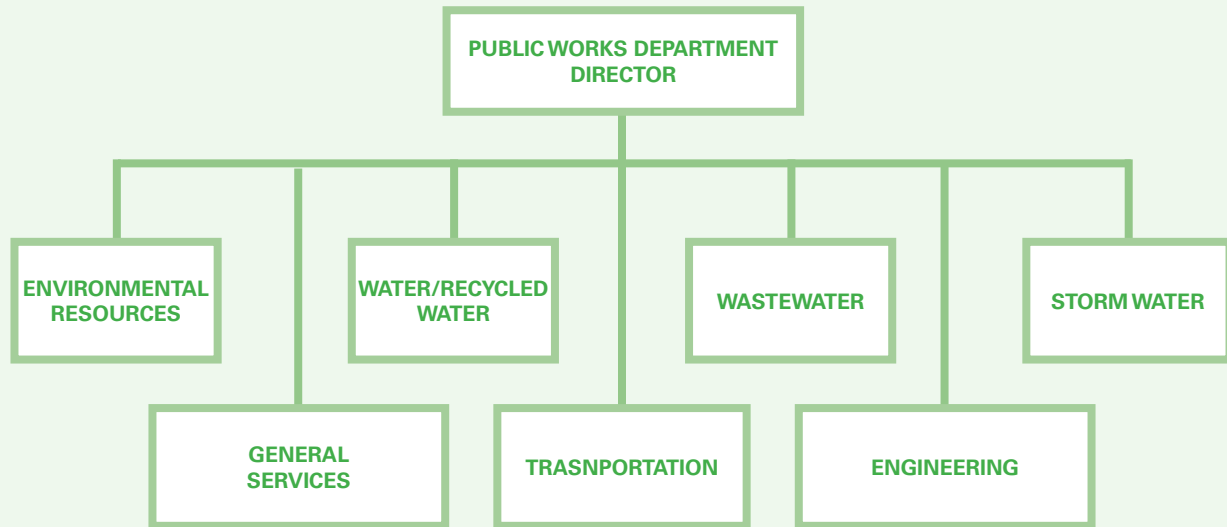 PUBLIC WORKS DEPARTMENT
DIRECTOR
ENVIRONMENTAL
RESOURCES
WATER/RECYCLED
WATER
WASTEWATER
STORM WATER
GENERAL
SERVICES
TRASNPORTATION
ENGINEERING